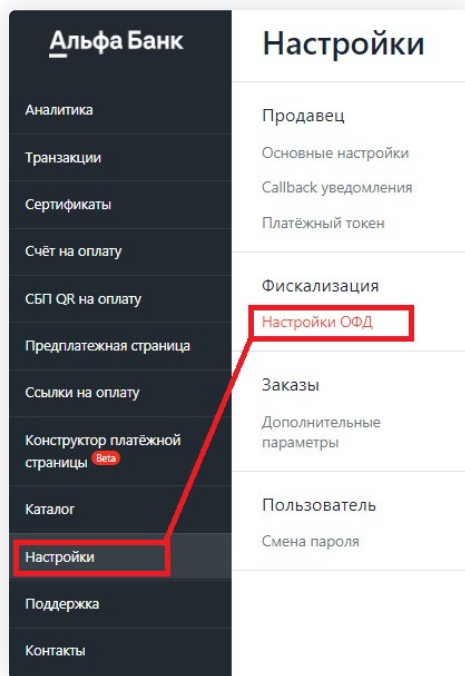 Альфа Банк
Аналитика
Транзакции
Сертификаты
Счёт на оплату
СБП QR на оплату
Предплатежная страница
Ссылки на оплату
Конструктор платёжной
страницы Beta
Каталог
Настройки
Поддержка
Контакты
Настройки
Продавец
Основные настройки
Callback уведомления
Платёжный токен
Фискализация
Настройки ОФД
Заказы
Дополнительные
параметры
Пользователь
Смена пароля